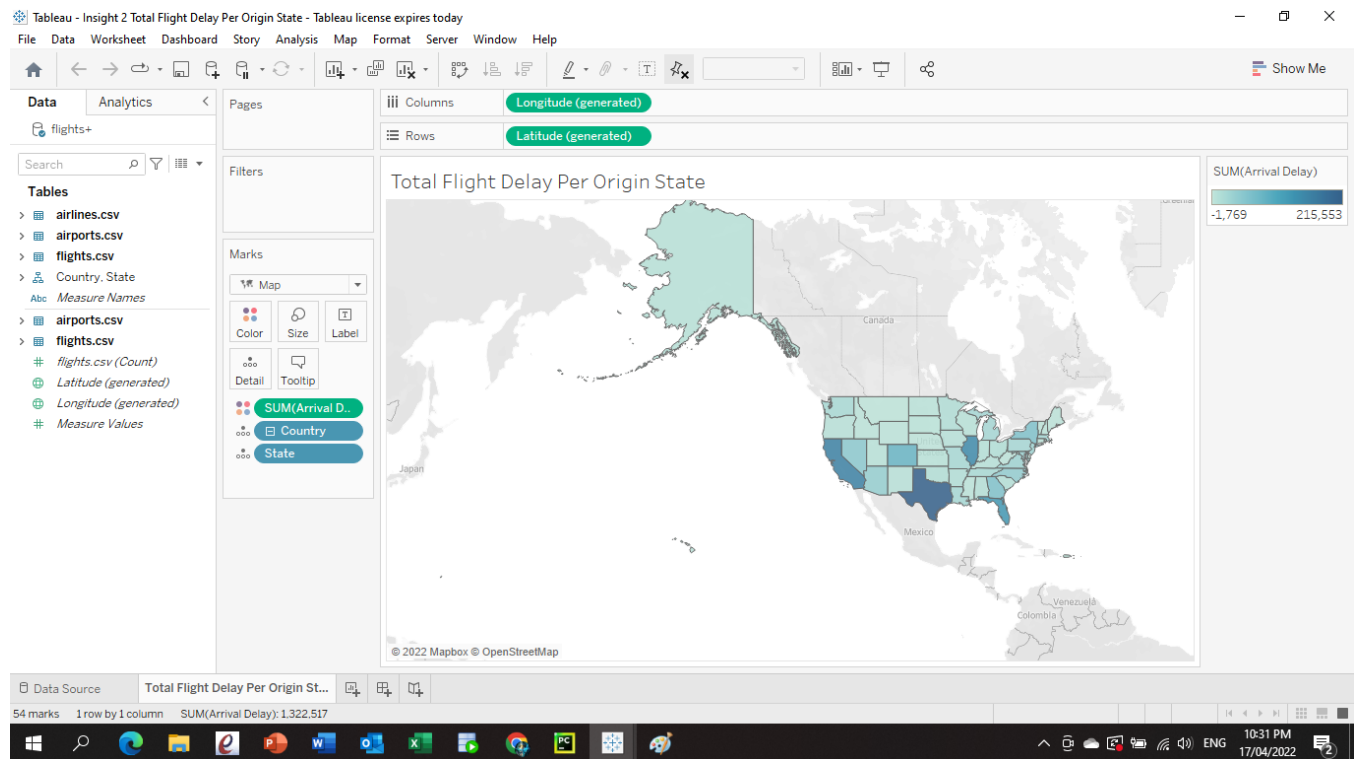 Tableau - Insight 2 Total Flight Delay Per Origin State - Tableau license expires today
File Data Worksheet Dashboard Story Analysis Map Format Server Window Help
Show Me
Data Analytics
flights+
Search
Tables
airlines.csv
airports.csv
flights.csv
Country, State
Abc Measure Names
airports.csv
flights.csv
flights.csv (Count)
Latitude (generated)
Longitude (generated)
Measure Values
Pages
Filters
Marks
Map
Color Size Label
Detail Tooltip
SUM(Arrival D..
Country
State
Columns Longitude (generated)
Rows Latitude (generated)
Total Flight Delay Per Origin State
Canada
Japan
Mexico
Venezuela
Colombia
© 2022 Mapbox © OpenStreetMap
SUM(Arrival Delay)
-1,769 215,553
Data Source Total Flight Delay Per Origin St...
54 marks 1 row by 1 column SUM(Arrival Delay): 1,322,517
ENG 10:31 PM
17/04/2022
2